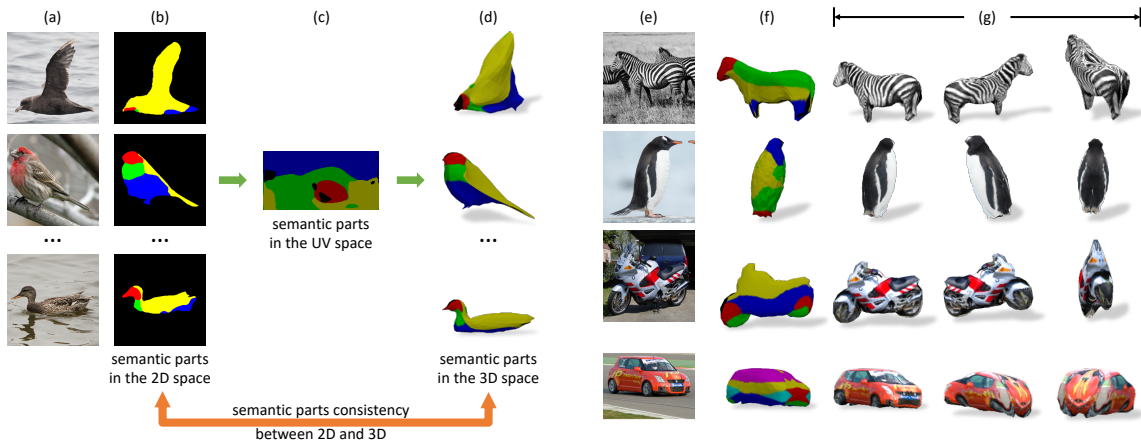 (a) (b) (c) (d) (e) (f) (g)
... ... ...
semantic parts
in the UV space
semantic parts
in the 2D space
semantic parts
in the 3D space
semantic parts consistency
between 2D and 3D